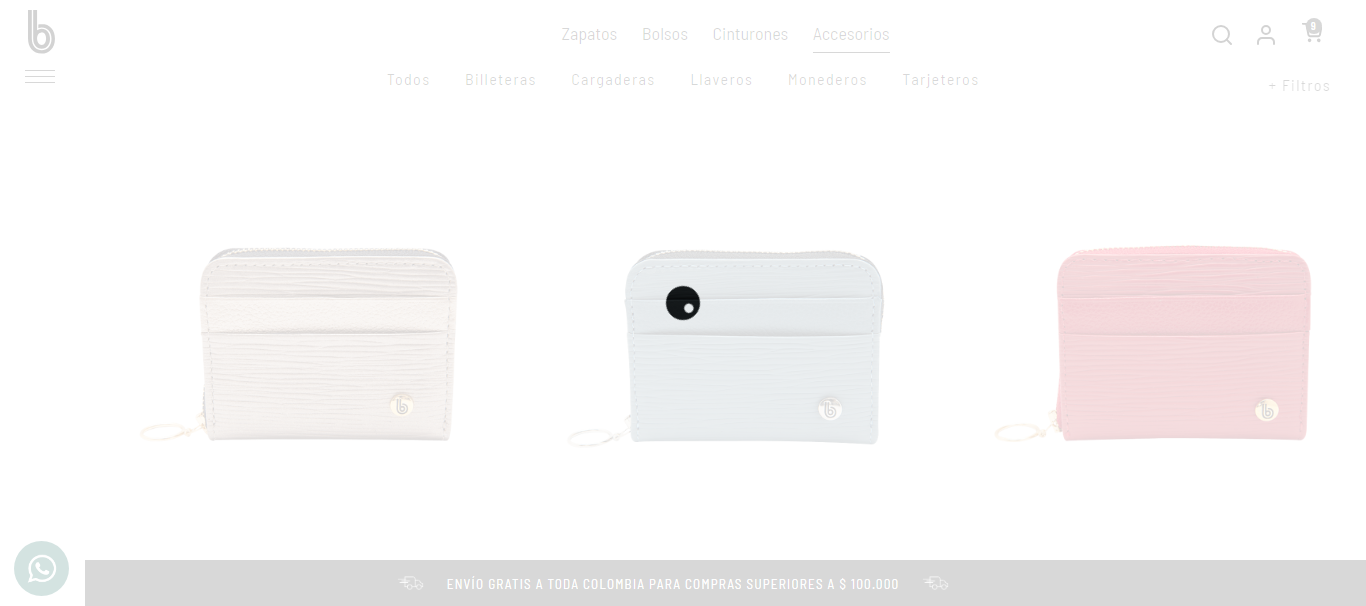 b
Zapatos Bolsos Cinturones Accesorios
9
Todos Billeteras Cargaderas Llaveros Monederos Tarjeteros
+ Filtros
b
b
b
ENVÍO GRATIS A TODA COLOMBIA PARA COMPRAS SUPERIORES A $ 100.000